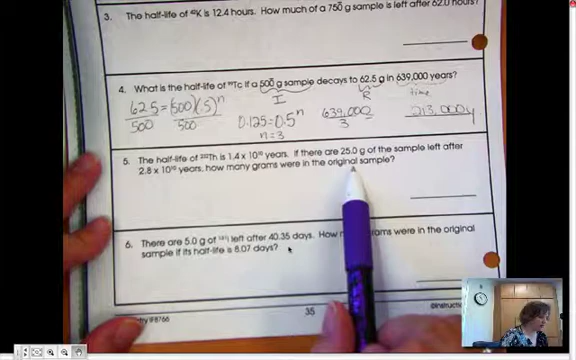 3. The half-life of ⁴²K is 12.4 hours. How much of a 750 g sample is left after 62.0 hours?
4. What is the half-life of ⁹⁹Tc if a 500 g sample decays to 62.5 g in 639,000 years?
I R time
62.5 = (500)(.5)ⁿ
500 500
0.125 = 0.5ⁿ
n = 3
639,000
3
213,000 y
5. The half-life of ²³²Th is 1.4 x 10¹⁰ years. If there are 25.0 g of the sample left after
2.8 x 10¹⁰ years, how many grams were in the original sample?
6. There are 5.0 g of ¹³¹I left after 40.35 days. grams were in the original
sample if its half-life is 8.07 days?
IF8766
35
©Instructi